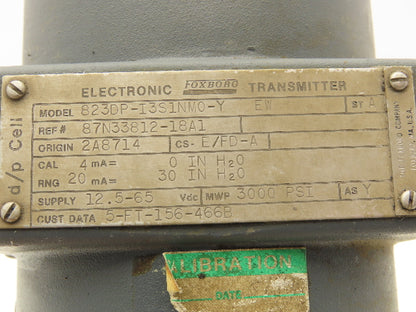 ELECTRONIC FOXBORO TRANSMITTER
MODEL 823DP-I3S1NM0-Y EW ST A
REF# 87N33812-18A1
ORIGIN 2A8714 CS- E/FD-A
CAL 4 mA= 0 IN H2O
RNG 20 mA= 30 IN H2O
SUPPLY 12.5-65 Vdc MWP 3000 PSI AS Y
CUST DATA 5-FT-156-466B
d/p Cell
ALIBRATION
DATE